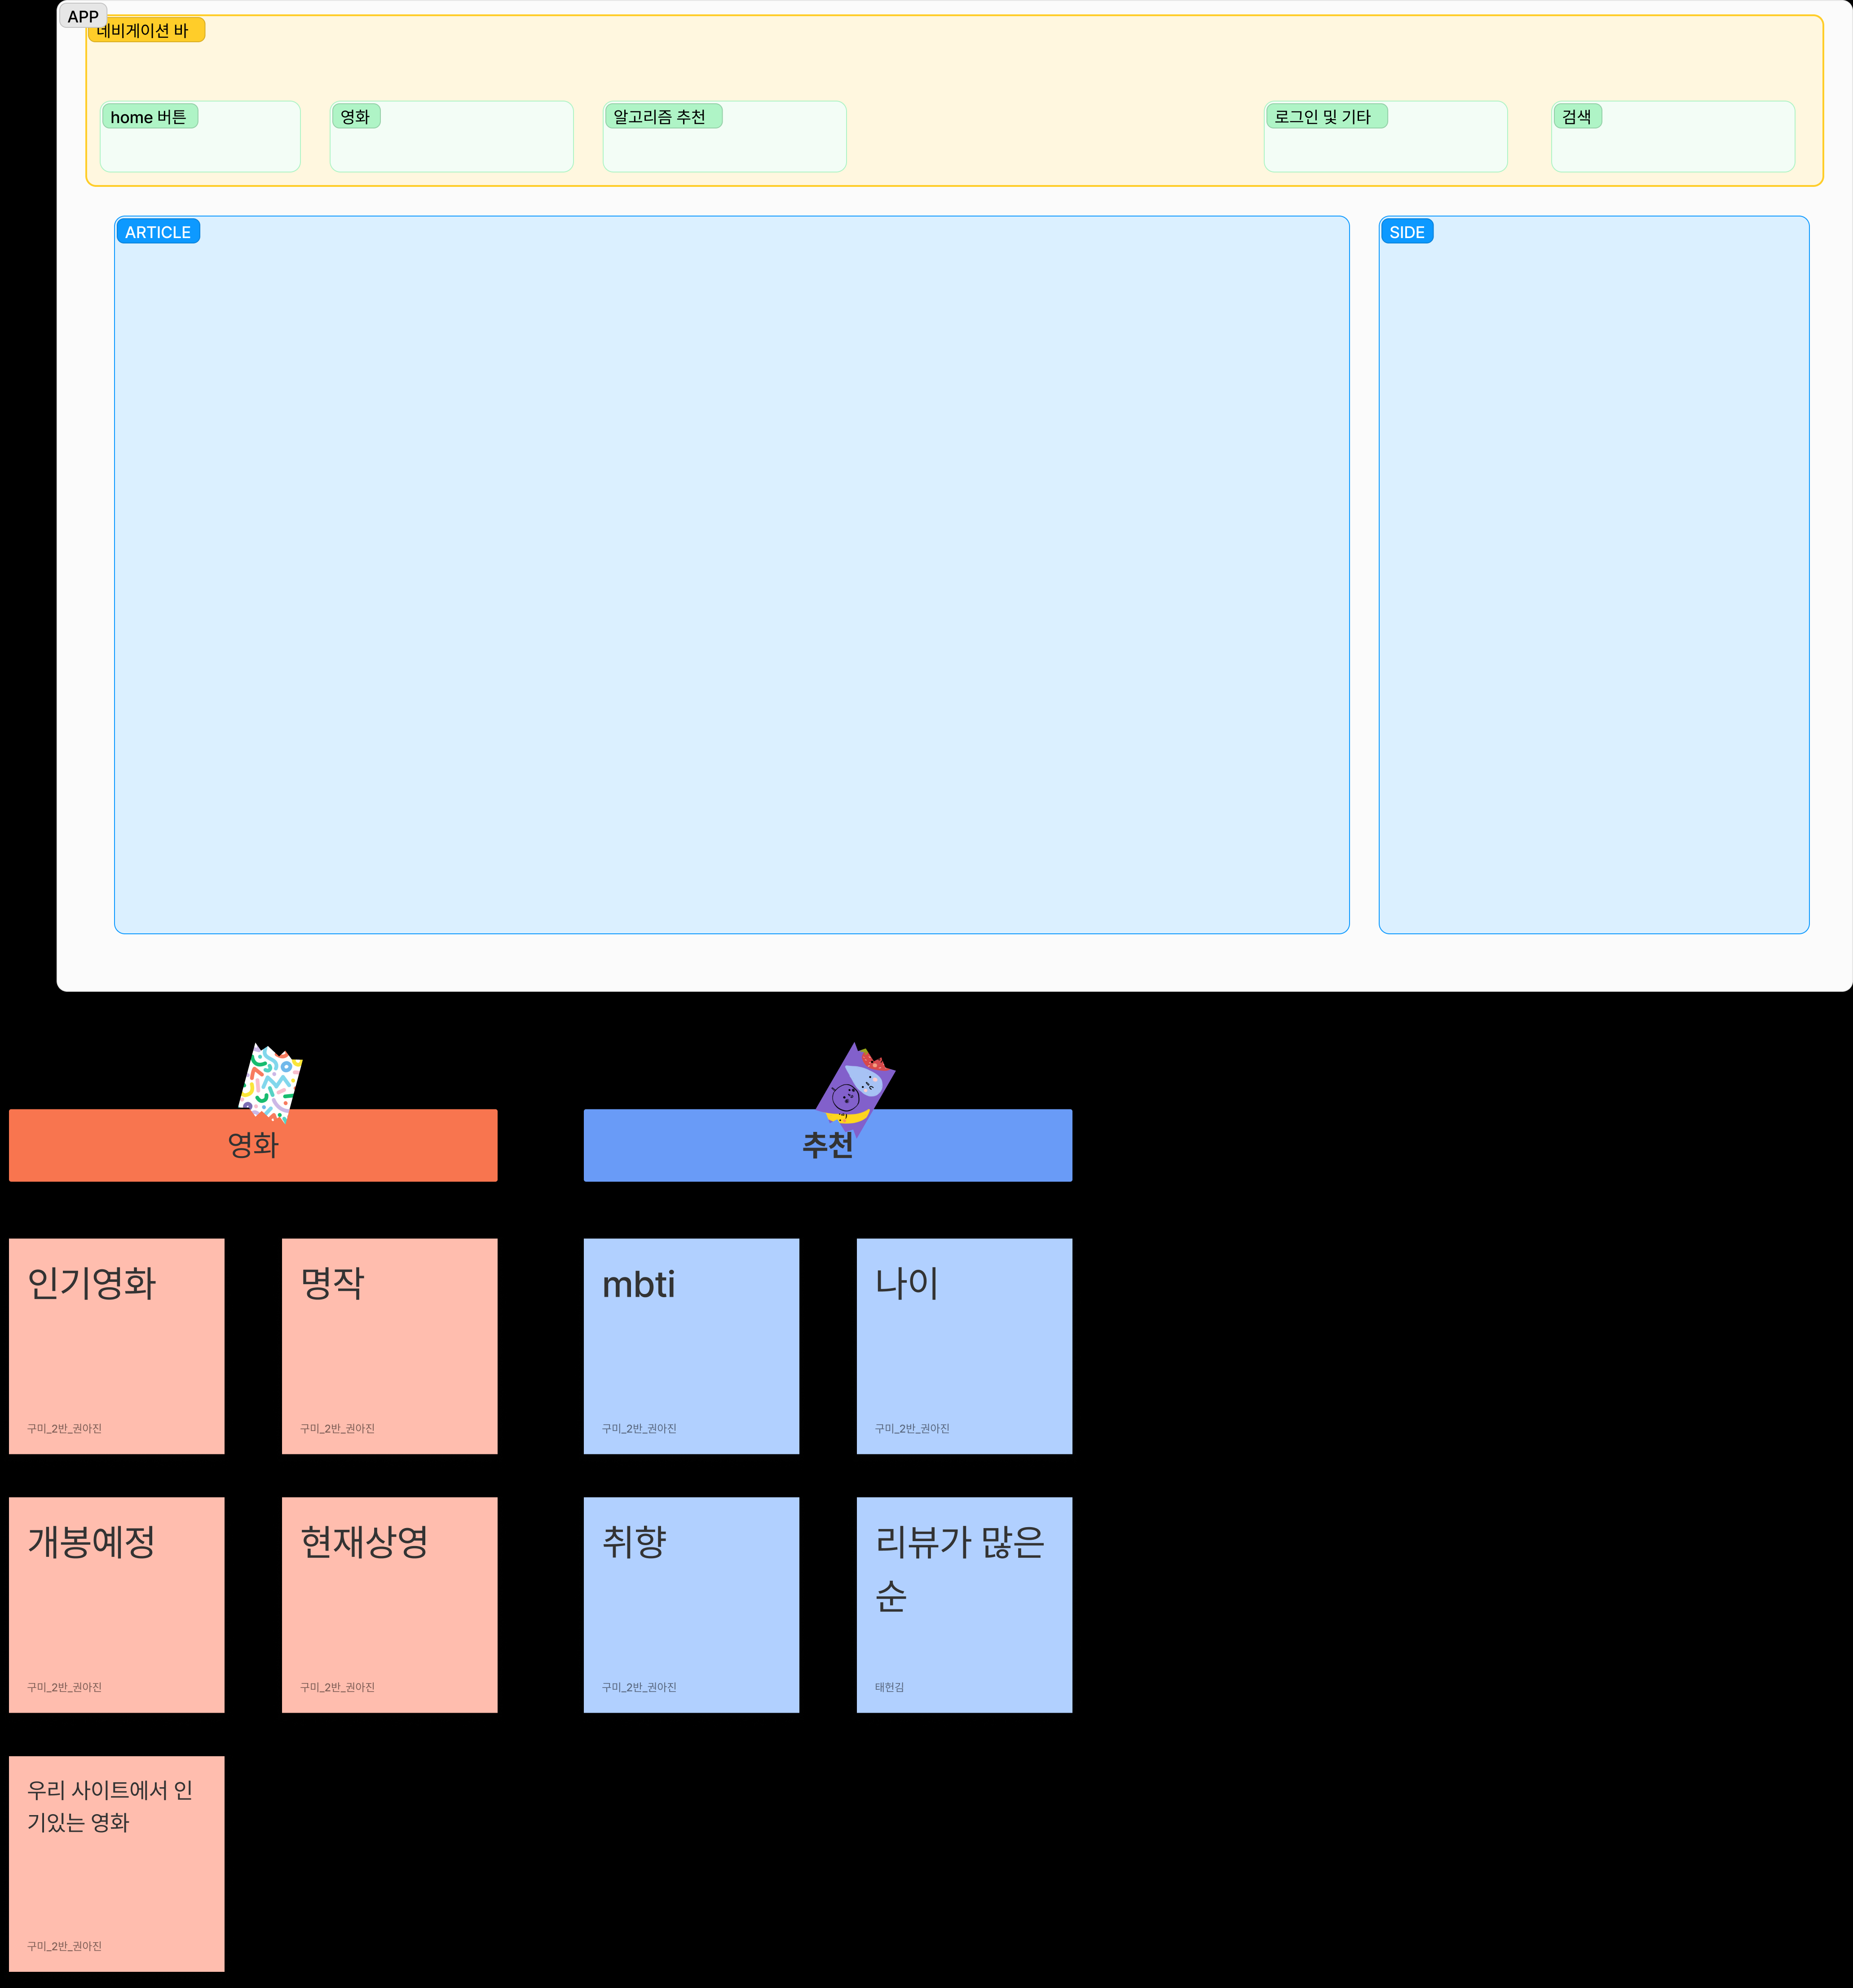 APP
네비게이션 바
home 버튼
영화
알고리즘 추천
로그인 및 기타
검색
ARTICLE
SIDE
영화
추천
인기영화
구미_2반_권아진
명작
구미_2반_권아진
mbti
구미_2반_권아진
나이
구미_2반_권아진
개봉예정
구미_2반_권아진
현재상영
구미_2반_권아진
취향
구미_2반_권아진
리뷰가 많은
순
태헌김
우리 사이트에서 인
기있는 영화
구미_2반_권아진